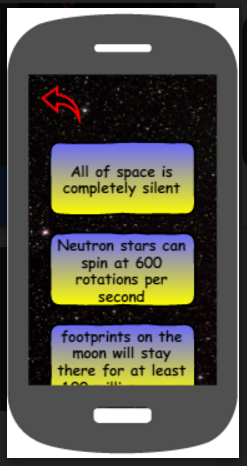 All of space is
completely silent
Neutron stars can
spin at 600
rotations per
second
footprints on the
moon will stay
there for at least